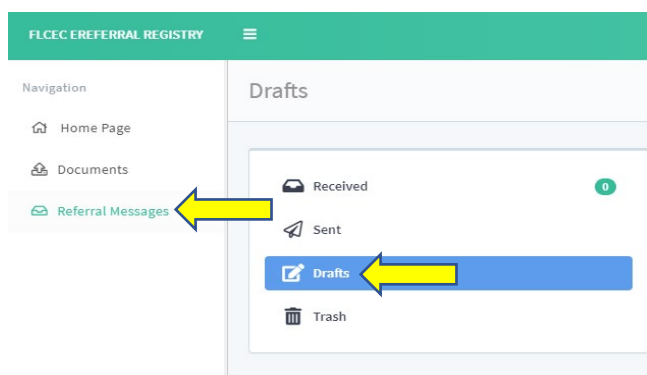 FLCEC EREFERRAL REGISTRY
Navigation
Home Page
Documents
Referral Messages
Drafts
Received 0
Sent
Drafts
Trash